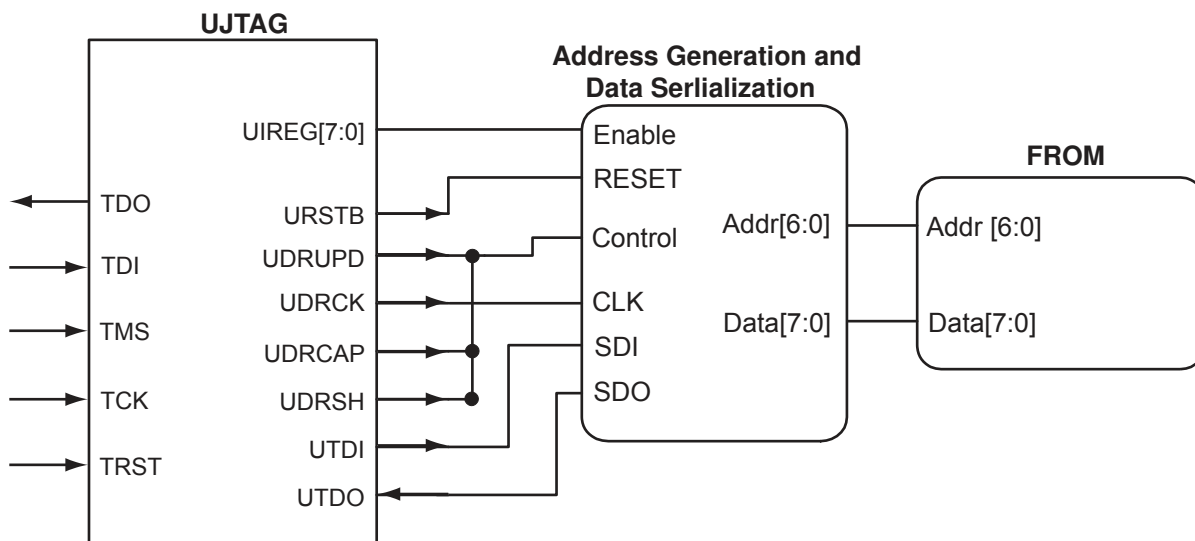 UJTAG
Address Generation and
Data Serlialization
FROM
UIREG[7:0]
URSTB
UDRUPD
UDRCK
UDRCAP
UDRSH
UTDI
UTDO
TDO
TDI
TMS
TCK
TRST
Enable
RESET
Control
CLK
SDI
SDO
Addr[6:0]
Data[7:0]
Addr [6:0]
Data[7:0]